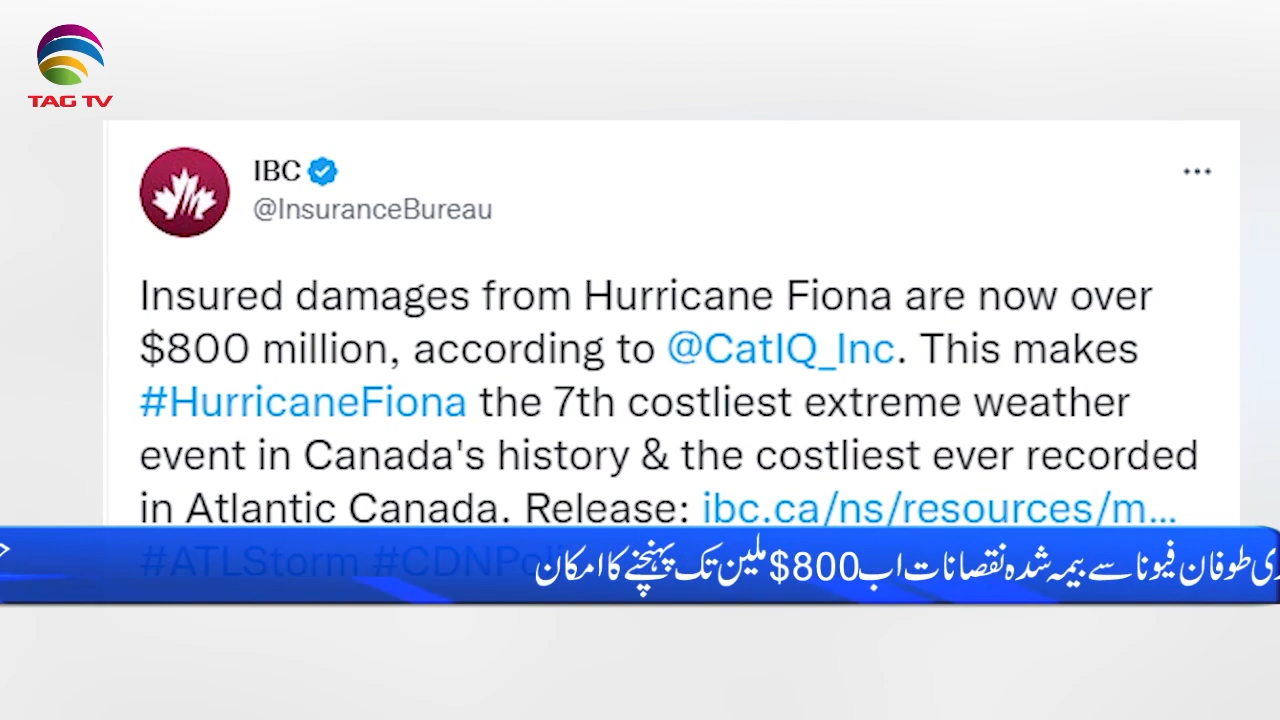 TAG TV
IBC
@InsuranceBureau
Insured damages from Hurricane Fiona are now over
$800 million, according to @CatIQ_Inc. This makes
#HurricaneFiona the 7th costliest extreme weather
event in Canada's history & the costliest ever recorded
in Atlantic Canada. Release: ibc.ca/ns/resources/m...
#ATLStorm #CDNPoli
طوفان فیونا سے بیمہ شدہ نقصانات اب 800$ ملین تک پہنچنے کا امکان